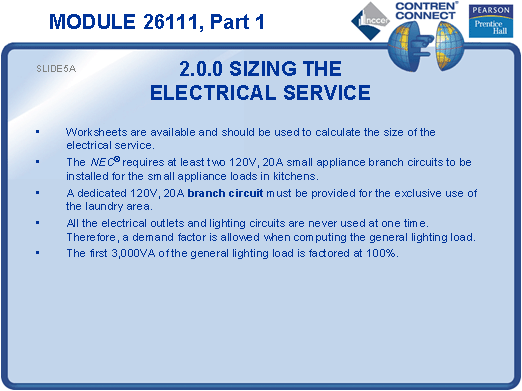 MODULE 26111, Part 1
nccer
CONTREN®
CONNECT
PEARSON
Prentice
Hall
SLIDE 5A
2.0.0 SIZING THE
ELECTRICAL SERVICE
• Worksheets are available and should be used to calculate the size of the
electrical service.
• The NEC® requires at least two 120V, 20A small appliance branch circuits to be
installed for the small appliance loads in kitchens.
• A dedicated 120V, 20A branch circuit must be provided for the exclusive use of
the laundry area.
• All the electrical outlets and lighting circuits are never used at one time.
Therefore, a demand factor is allowed when computing the general lighting load.
• The first 3,000VA of the general lighting load is factored at 100%.